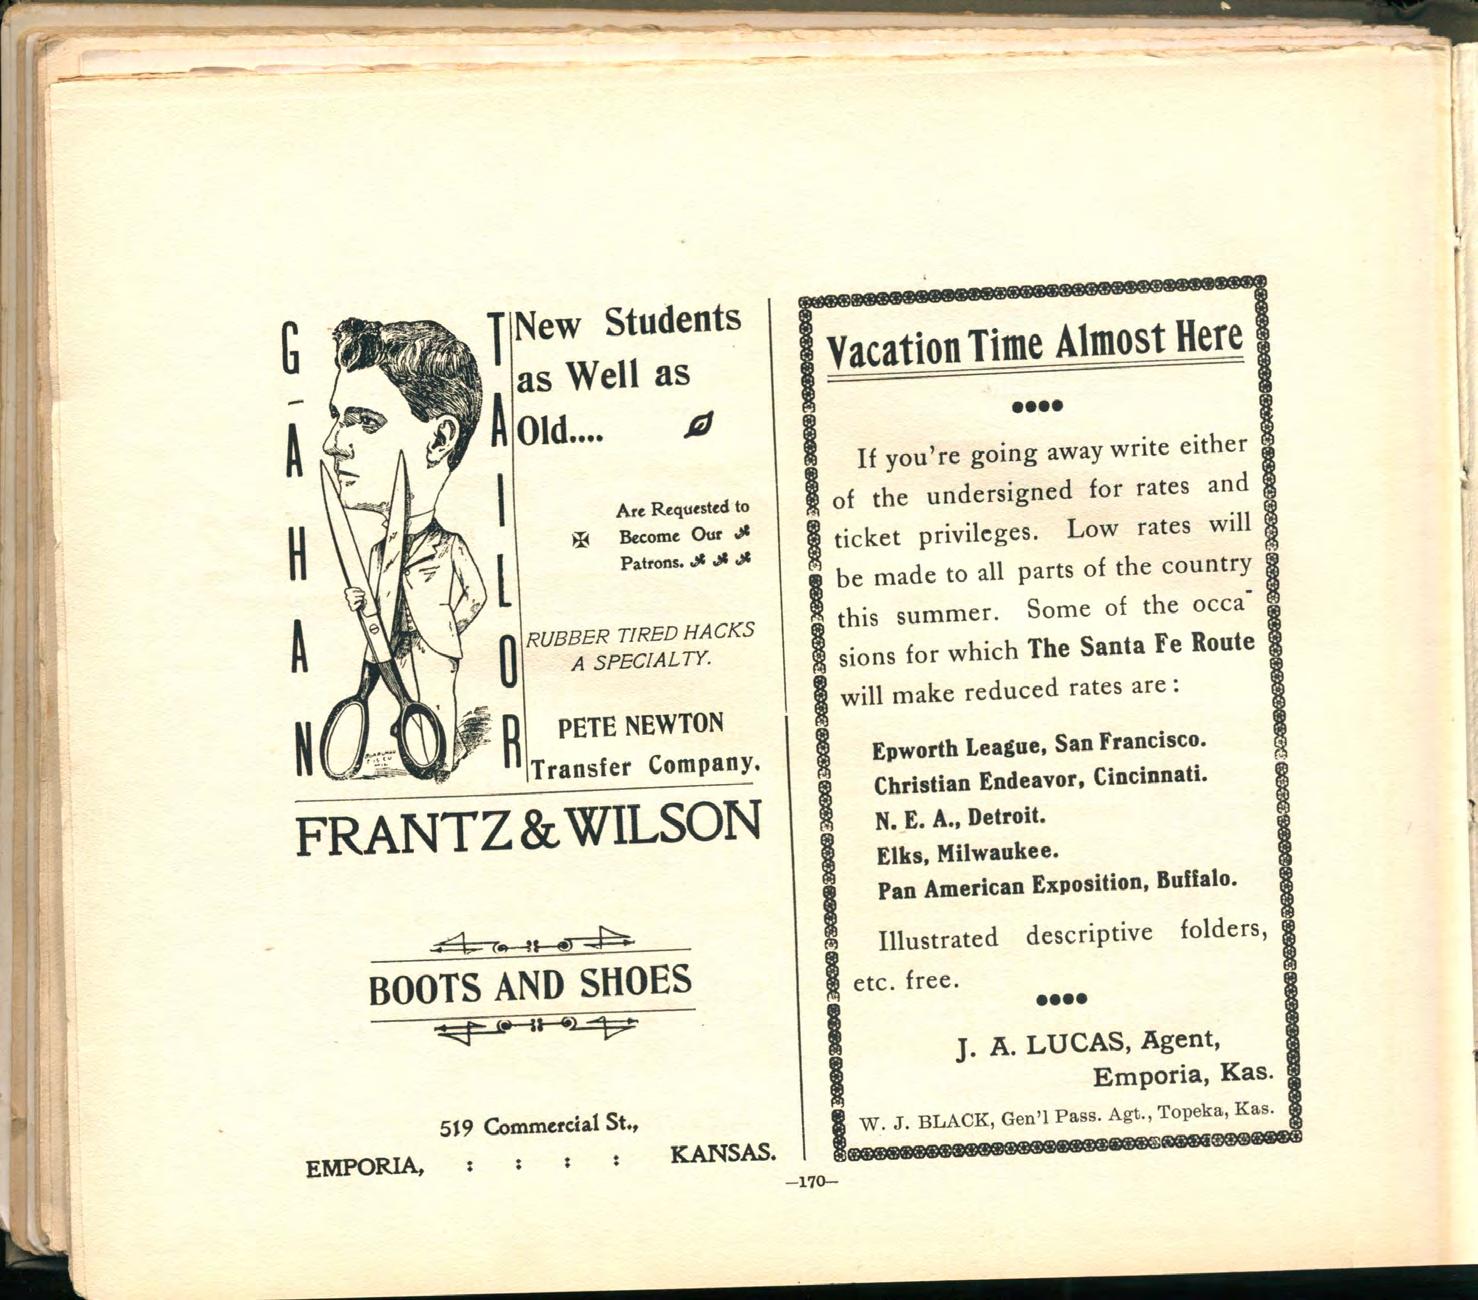 GAHAN
TAILOR
New Students
as Well as
Old....
Are Requested to
Become Our
Patrons.
RUBBER TIRED HACKS
A SPECIALTY.
PETE NEWTON
Transfer Company.
FRANTZ & WILSON
BOOTS AND SHOES
519 Commercial St.,
EMPORIA, : : : : KANSAS.
Vacation Time Almost Here
If you're going away write either
of the undersigned for rates and
ticket privileges. Low rates will
be made to all parts of the country
this summer. Some of the occa-
sions for which The Santa Fe Route
will make reduced rates are:
Epworth League, San Francisco.
Christian Endeavor, Cincinnati.
N. E. A., Detroit.
Elks, Milwaukee.
Pan American Exposition, Buffalo.
Illustrated descriptive folders,
etc. free.
J. A. LUCAS, Agent,
Emporia, Kas.
W. J. BLACK, Gen'l Pass. Agt., Topeka, Kas.
—170—